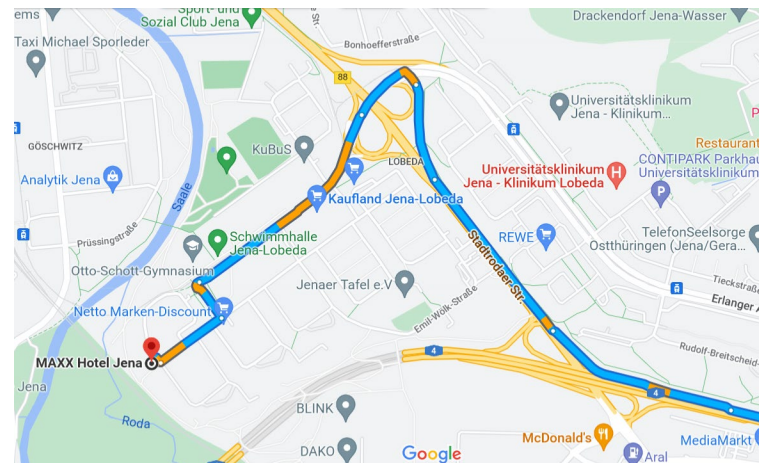 ems
Sport- und
Sozial Club Jena
Taxi Michael Sporleder
Drackendorf Jena-Wasser
Bonhoefferstraße
88
Universitätsklinikum
Jena - Klinikum...
KuBuS
GÖSCHWITZ
LOBEDA
Restaurant
Universitätsklinikum
Jena - Klinikum Lobeda
H
CONTIPARK Parkhau
Universitätsklinikum
P
Analytik Jena
Saale
Kaufland Jena-Lobeda
Prüssingstraße
Schwimmhalle
Jena-Lobeda
REWE
TelefonSeelsorge
Ostthüringen (Jena/Gera...
Otto-Schott-Gymnasium
Stadtrodaer Str.
Jenaer Tafel e.V
Tieckstraße
Erlanger A
Netto Marken-Discount
Emil-Wölk-Straße
MAXX Hotel Jena
4
Rudolf-Breitscheid-
Jena
4
Roda
BLINK
McDonald's
MediaMarkt
DAKO
Google
Aral
4